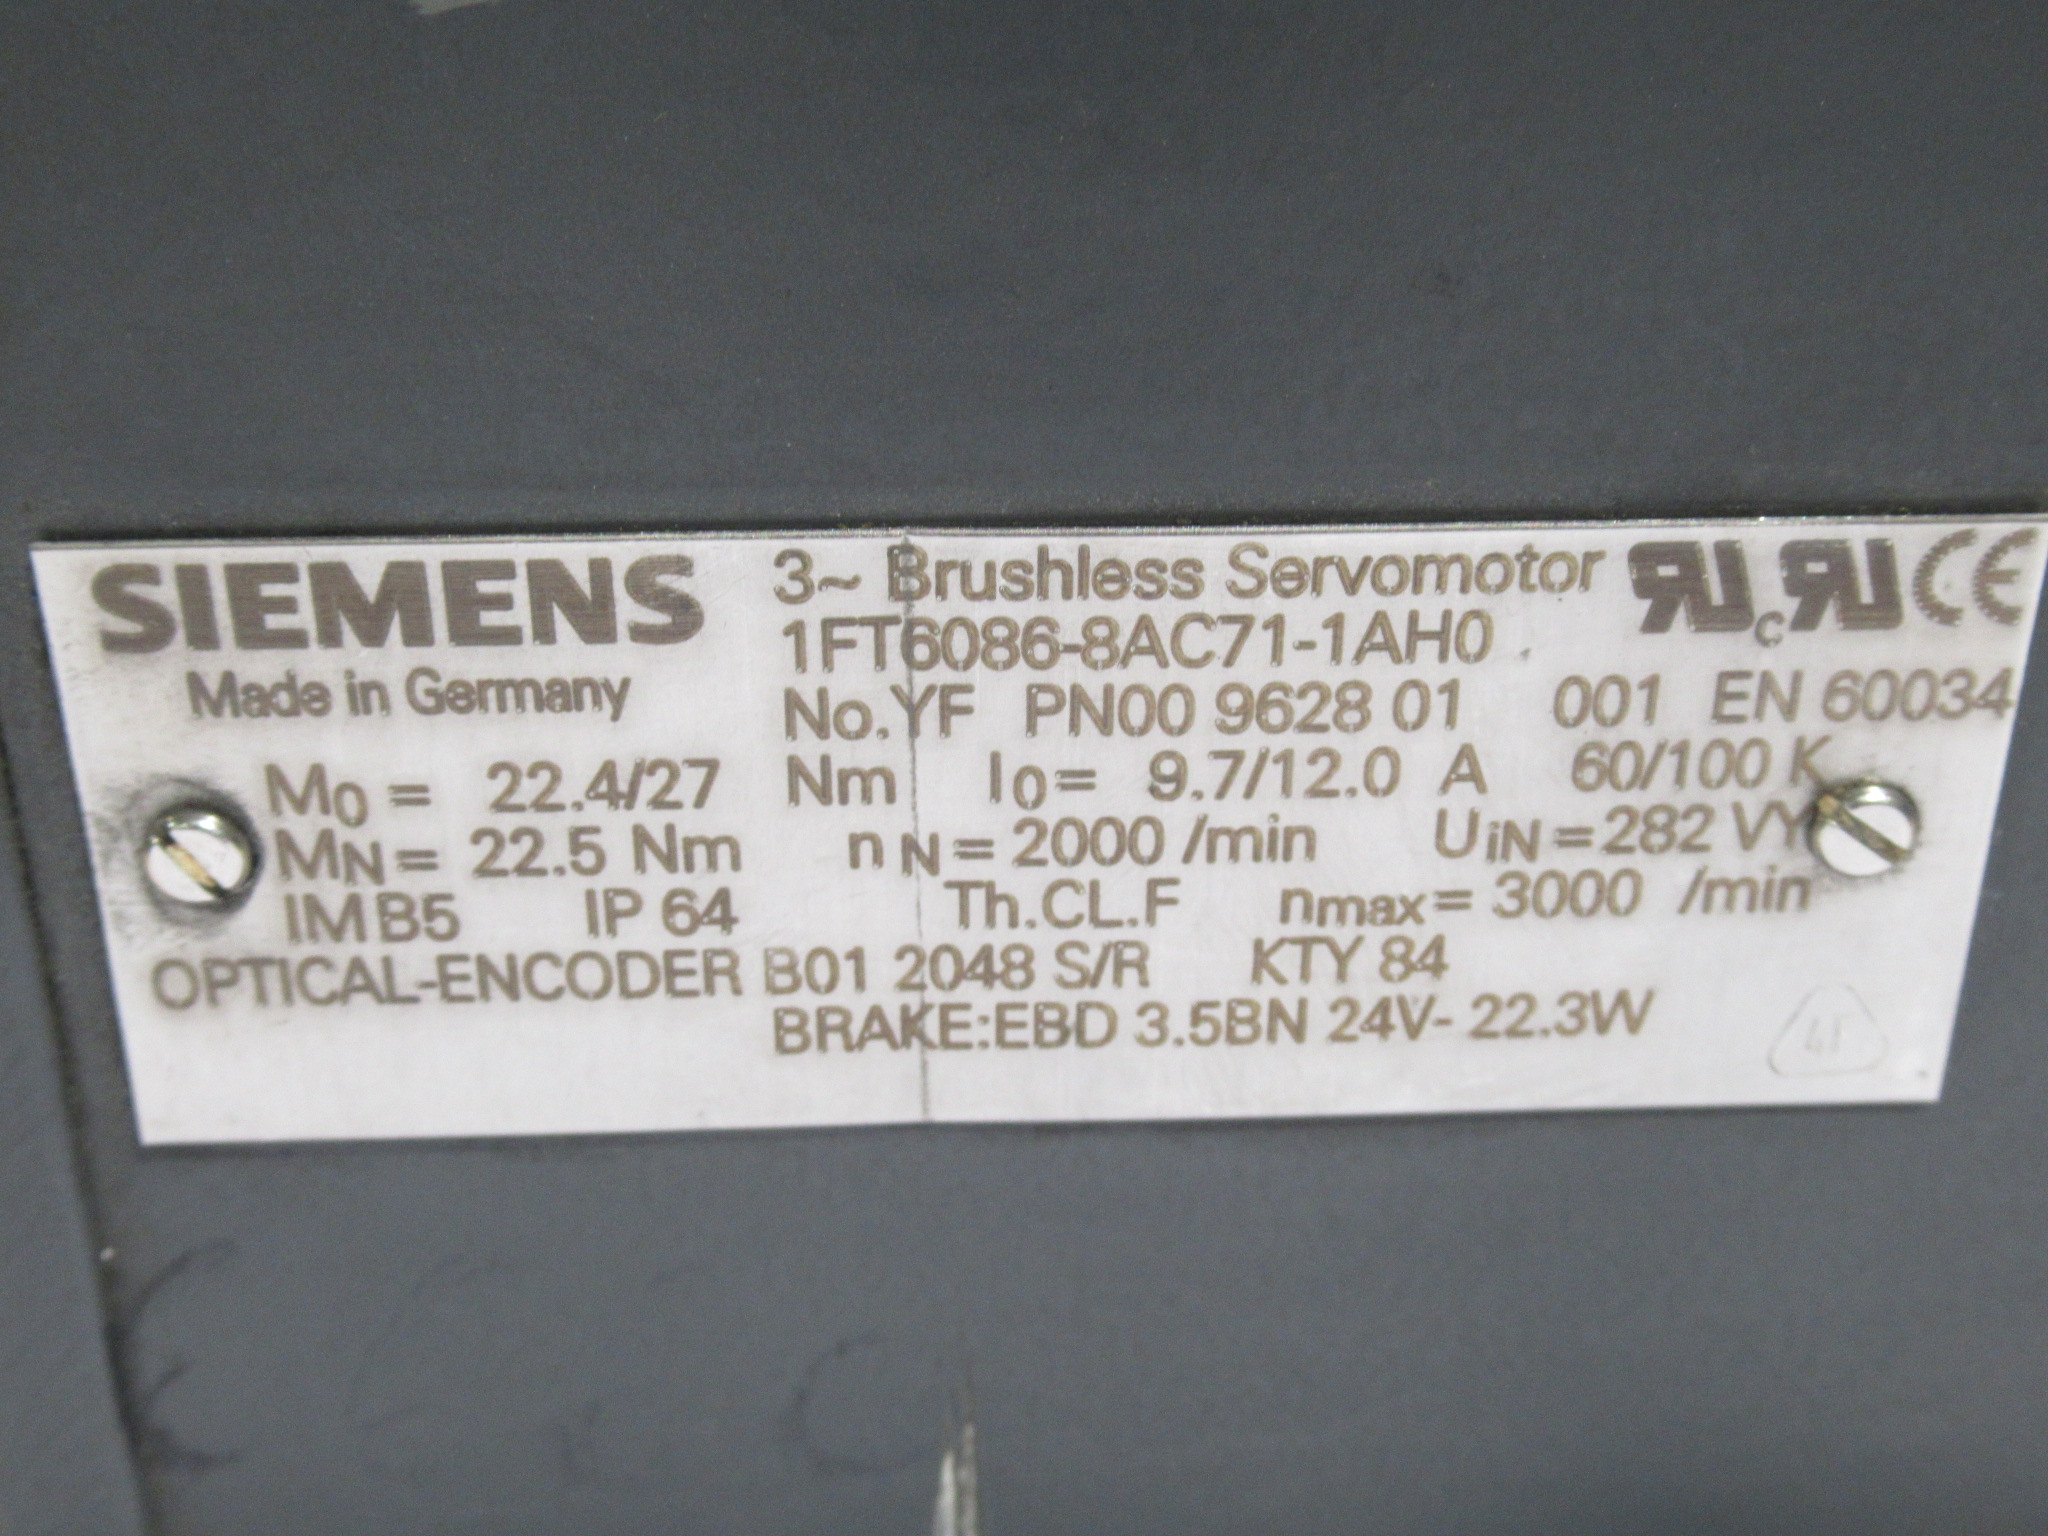 SIEMENS
Made in Germany
3~ Brushless Servomotor
1FT6086-8AC71-1AH0
No.YF PN00 9628 01 001 EN 60034
M0 = 22.4/27 Nm I0 = 9.7/12.0 A 60/100 K
MN = 22.5 Nm nN = 2000 /min UiN = 282 VY
IM B5 IP 64 Th.CL.F nmax = 3000 /min
OPTICAL-ENCODER B01 2048 S/R KTY 84
BRAKE:EBD 3.5BN 24V- 22.3W